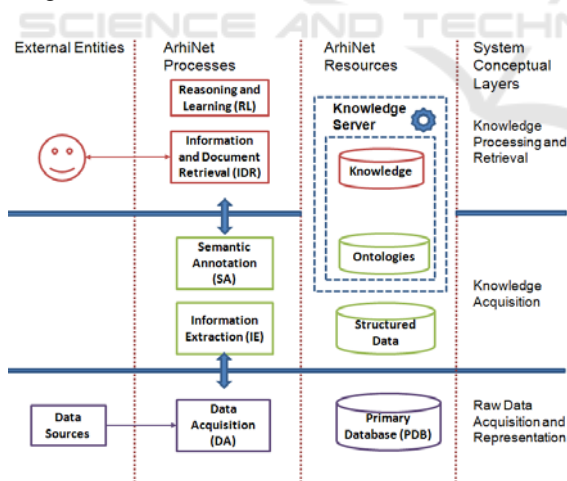 SCIENCE AND TECHN
External Entities
ArhiNet
Processes
ArhiNet
Resources
System
Conceptual
Layers
Reasoning and
Learning (RL)
Information
and Document
Retrieval (IDR)
Knowledge
Server
Knowledge
Knowledge
Processing and
Retrieval
Semantic
Annotation
(SA)
Ontologies
Information
Extraction (IE)
Structured
Data
Knowledge
Acquisition
Data
Sources
Data
Acquisition
(DA)
Primary
Database (PDB)
Raw Data
Acquisition and
Representation